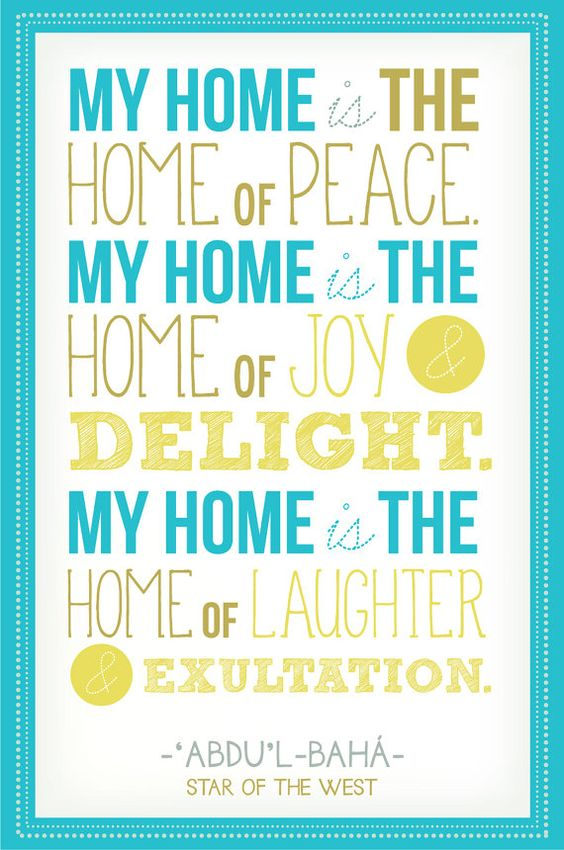 MY HOME is THE
HOME OF PEACE.
MY HOME is THE
HOME OF JOY &
DELIGHT.
MY HOME is THE
HOME OF LAUGHTER
& EXULTATION.
-‘ABDU’L-BAHÁ-
STAR OF THE WEST